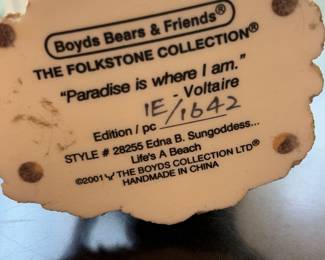 Boyds Bears & Friends®
THE FOLKSTONE COLLECTION®
"Paradise is where I am."
- Voltaire
Edition / pc 1E/1642
STYLE # 28255 Edna B. Sungoddess...
Life's A Beach
©2001 THE BOYDS COLLECTION LTD®
HANDMADE IN CHINA